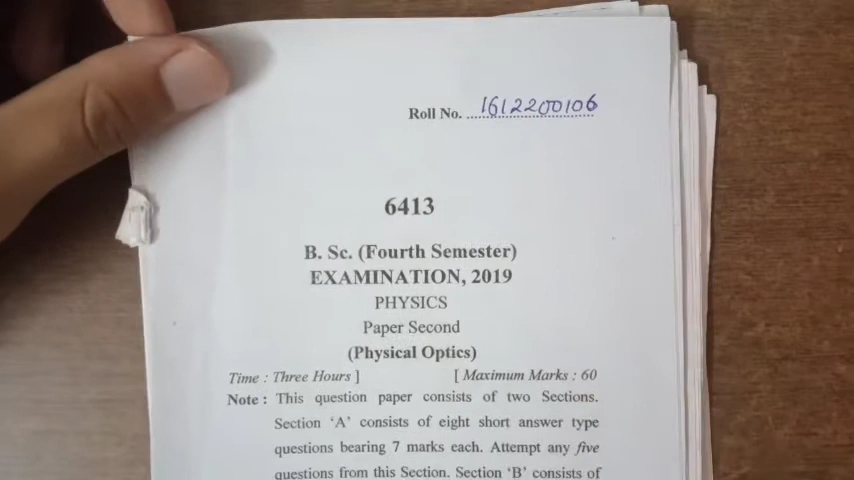 Roll No. 1612200106
6413
B. Sc. (Fourth Semester)
EXAMINATION, 2019
PHYSICS
Paper Second
(Physical Optics)
Time : Three Hours ] [ Maximum Marks : 60
Note : This question paper consists of two Sections.
Section ‘A’ consists of eight short answer type
questions bearing 7 marks each. Attempt any five
questions from this Section. Section ‘B’ consists of